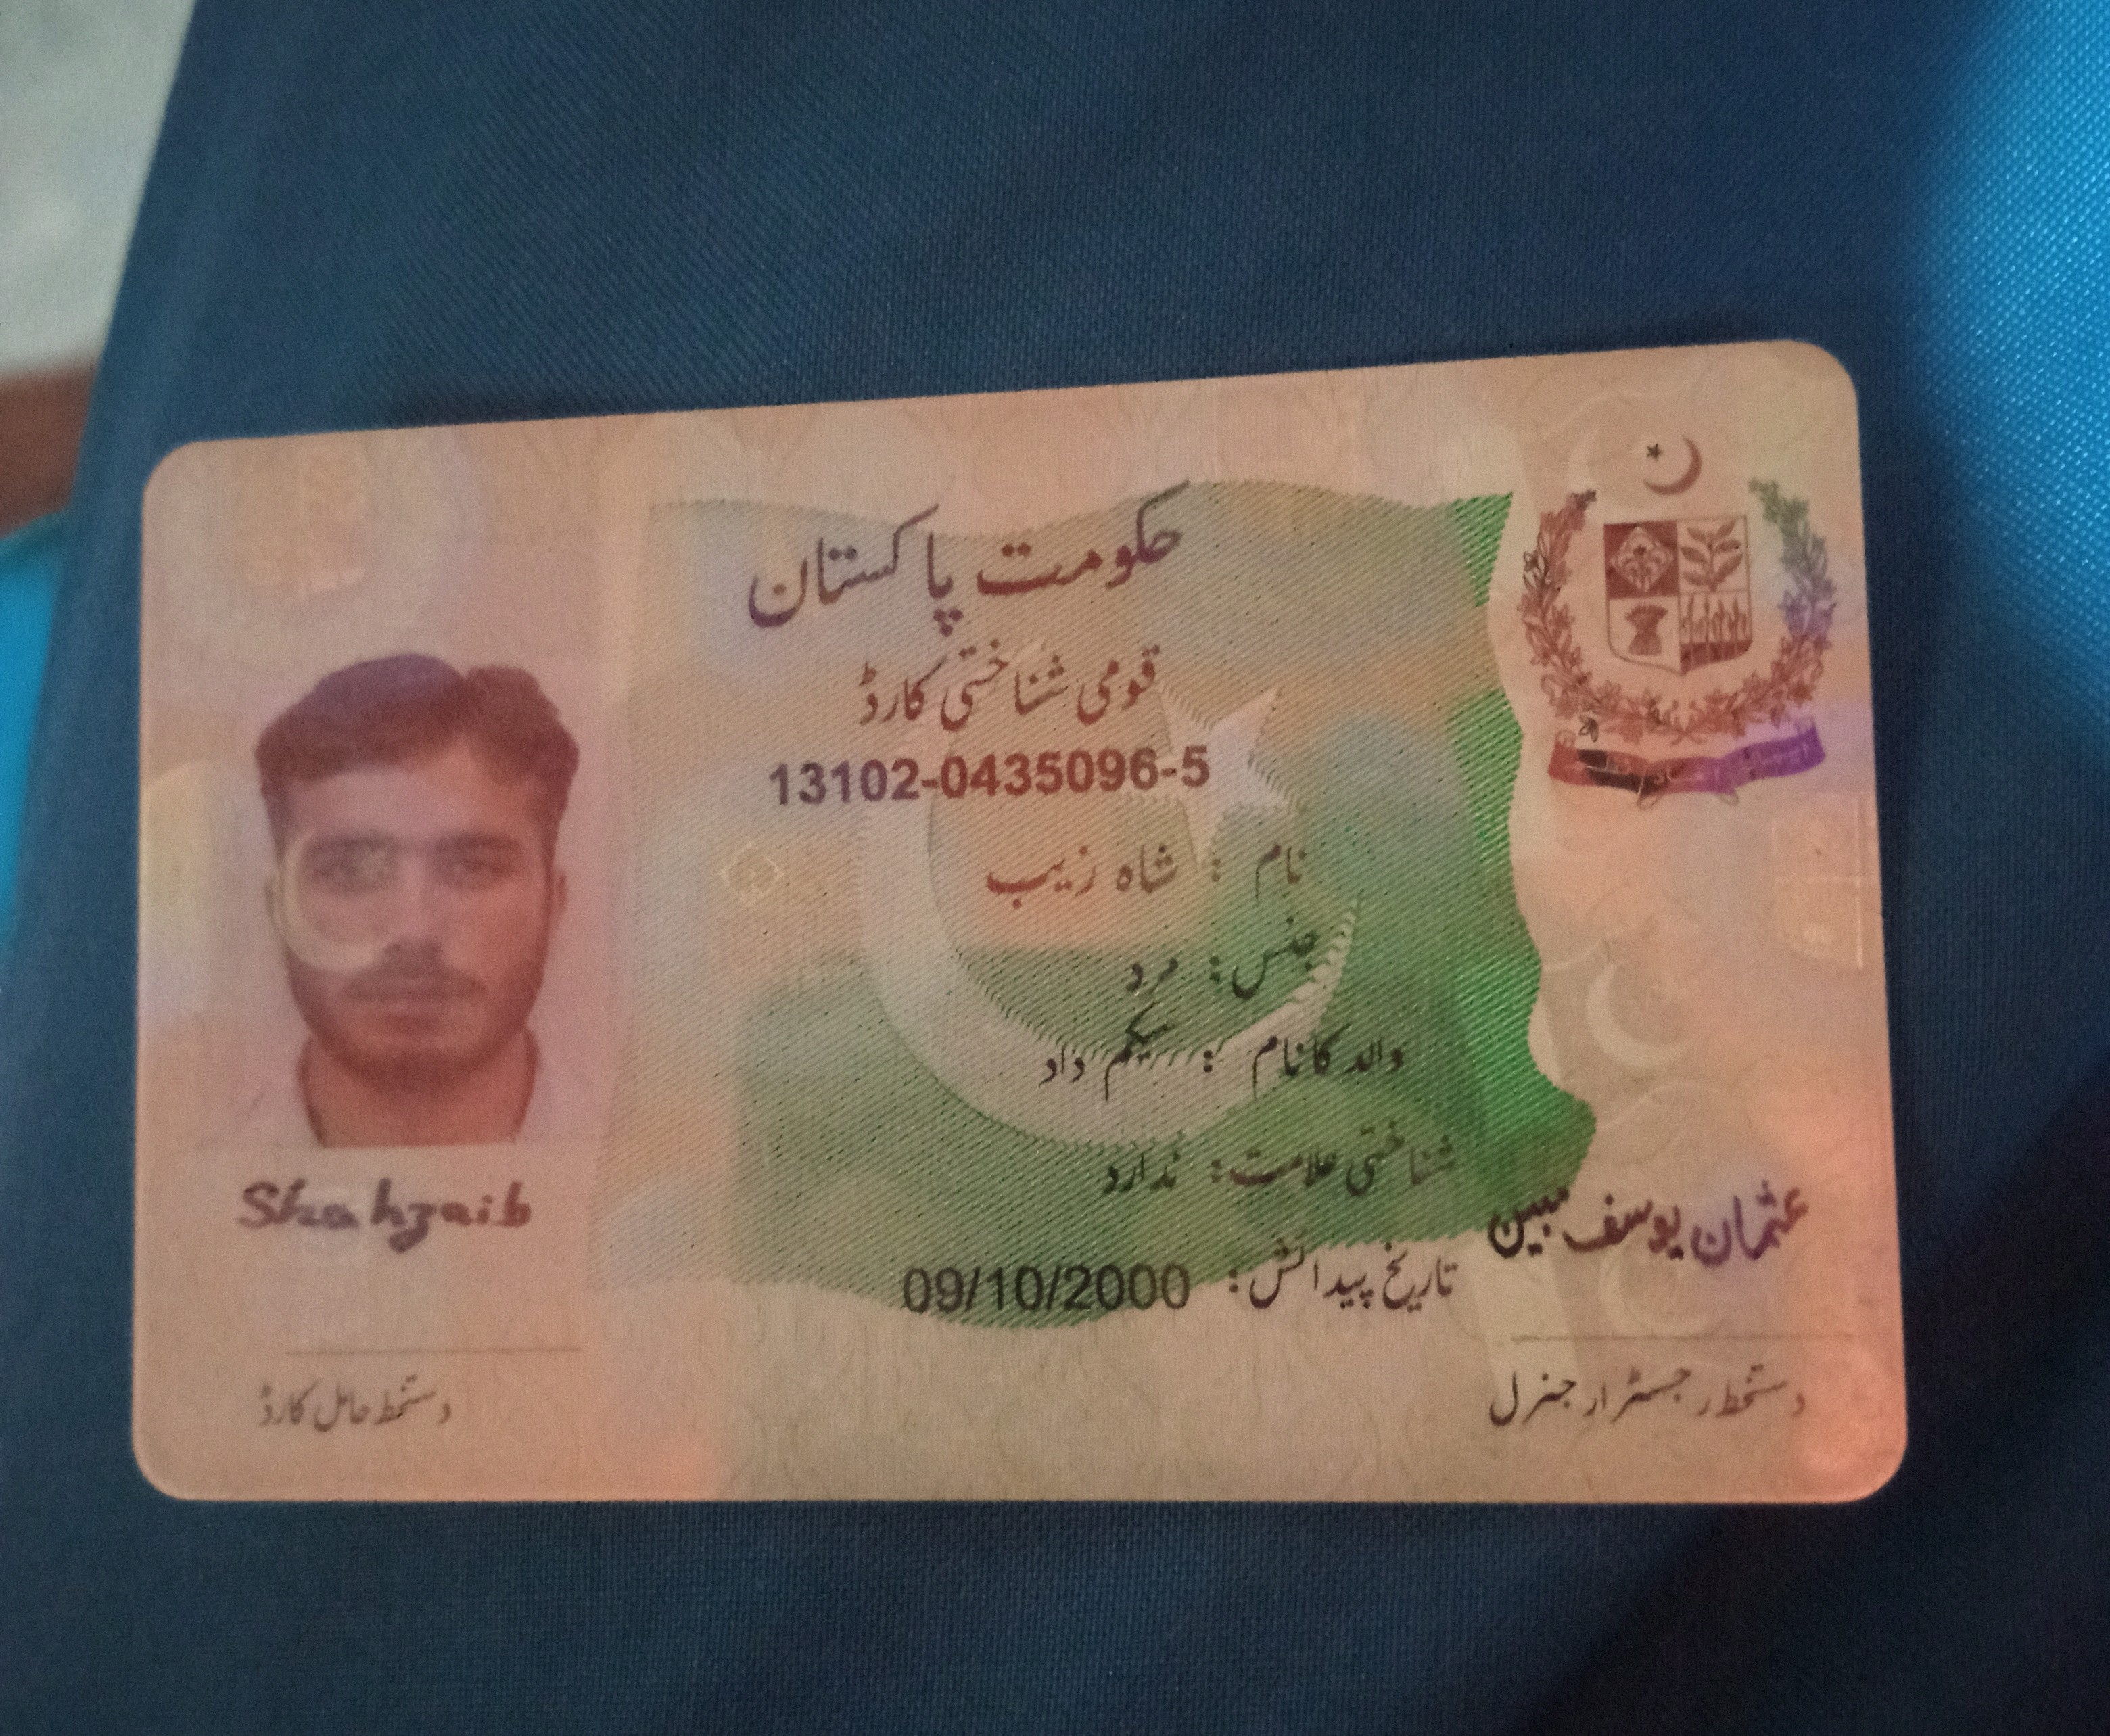 حکومت پاکستان
قومی شناختی کارڈ
13102-0435096-5
نام : شاہ زیب
جنس : مرد
والد کا نام : سیکم داد
شناختی علامت : ندارد
تاریخ پیدائش : 09/10/2000
Shahzaib
دستخط حامل کارڈ
عثمان یوسف مبین
دستخط رجسٹرار جنرل